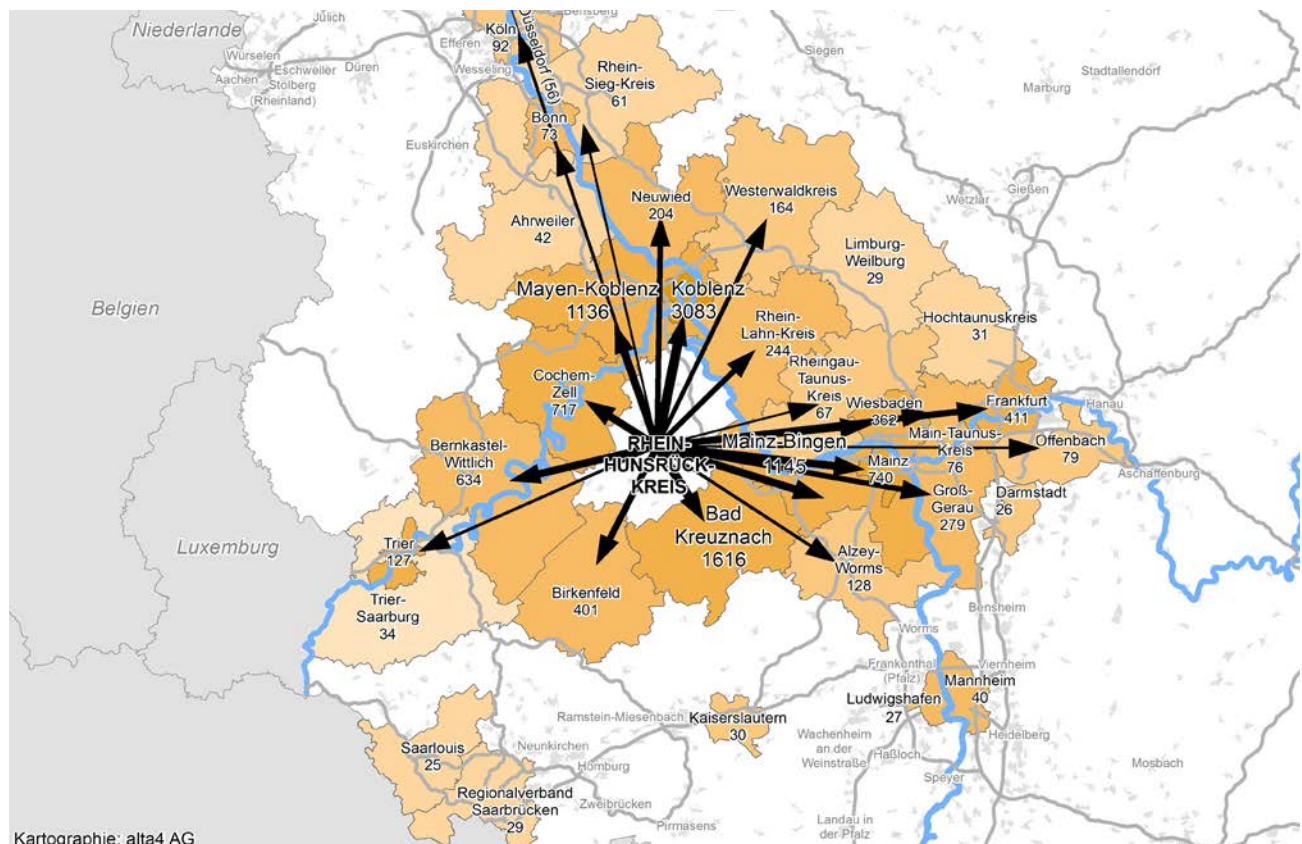 Niederlande
Jülich
Köln
92
Düsseldorf (56)
Bensberg
Efferen
Würselen
Aachen
Eschweiler
Stolberg
(Rheinland)
Düren
Wesseling
Rhein-
Sieg-Kreis
61
Siegen
Stadtallendorf
Marburg
Bonn
73
Euskirchen
Gießen
Wetzlar
Neuwied
204
Westerwaldkreis
164
Ahrweiler
42
Limburg-
Weilburg
29
Mayen-Koblenz
1136
Koblenz
3083
Belgien
Rhein-
Lahn-Kreis
244
Hochtaunuskreis
31
Rheingau-
Taunus-
Kreis
67
Cochem-
Zell
717
Wiesbaden
362
Frankfurt
411
Hanau
Bernkastel-
Wittlich
634
RHEIN-
HUNSRÜCK-
KREIS
Mainz-Bingen
1145
Main-Taunus-
Kreis
76
Offenbach
79
Mainz
740
Aschaffenburg
Groß-
Gerau
279
Darmstadt
26
Bad
Kreuznach
1616
Luxemburg
Trier
127
Alzey-
Worms
128
Birkenfeld
401
Trier-
Saarburg
34
Bensheim
Worms
Frankenthal
(Pfalz)
Viernheim
Mannheim
40
Ludwigshafen
27
Kaiserslautern
30
Ramstein-Miesenbach
Wachenheim
an der
Weinstraße
Heidelberg
Haßloch
Speyer
Mosbach
Saarlouis
25
Neunkirchen
Homburg
Regionalverband
Saarbrücken
29
Zweibrücken
Pirmasens
Landau in
der Pfalz
Kartographie: alta4 AG